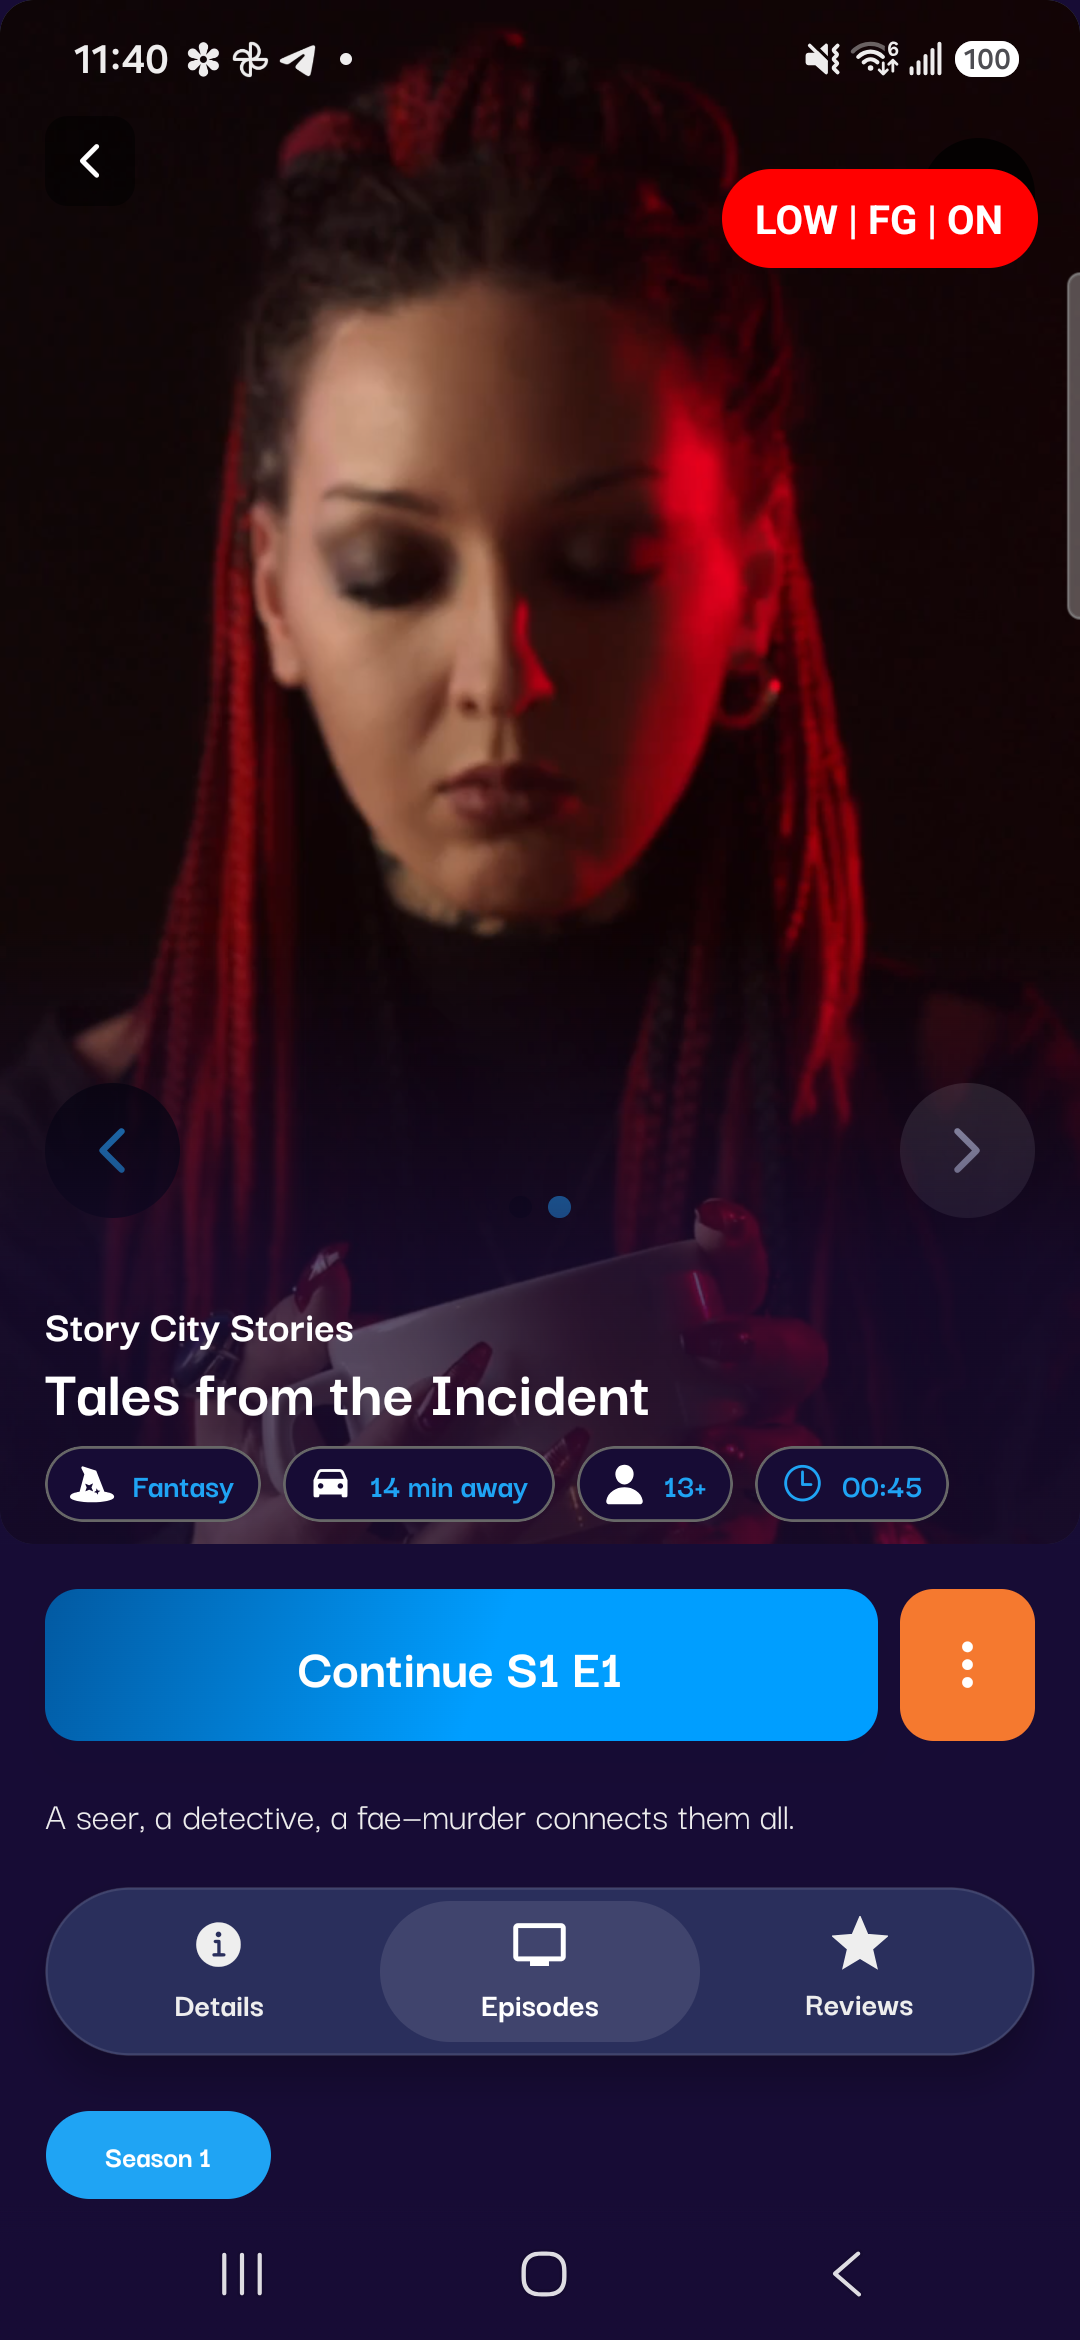 11:40
6
100
LOW | FG | ON
Story City Stories
Tales from the Incident
Fantasy
14 min away
13+
00:45
Continue S1 E1
A seer, a detective, a fae—murder connects them all.
Details
Episodes
Reviews
Season 1